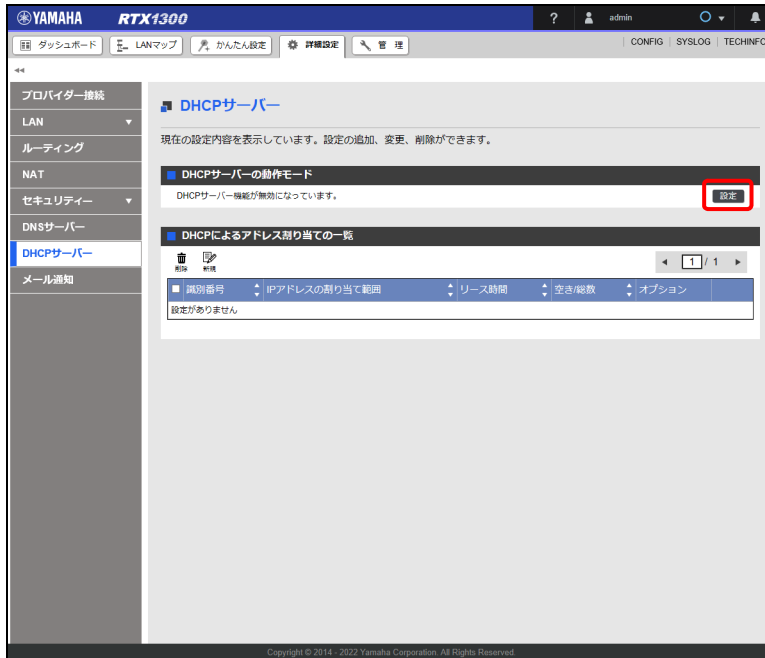 YAMAHA RTX1300 ? admin
ダッシュボード LANマップ かんたん設定 詳細設定 管 理 CONFIG SYSLOG TECHINFO
プロバイダー接続
LAN
ルーティング
NAT
セキュリティー
DNSサーバー
DHCPサーバー
メール通知
DHCPサーバー
現在の設定内容を表示しています。設定の追加、変更、削除ができます。
DHCPサーバーの動作モード
DHCPサーバー機能が無効になっています。 設定
DHCPによるアドレス割り当ての一覧
削除 新規 1 / 1
識別番号 IPアドレスの割り当て範囲 リース時間 空き/総数 オプション
設定がありません
Copyright © 2014 - 2022 Yamaha Corporation. All Rights Reserved.